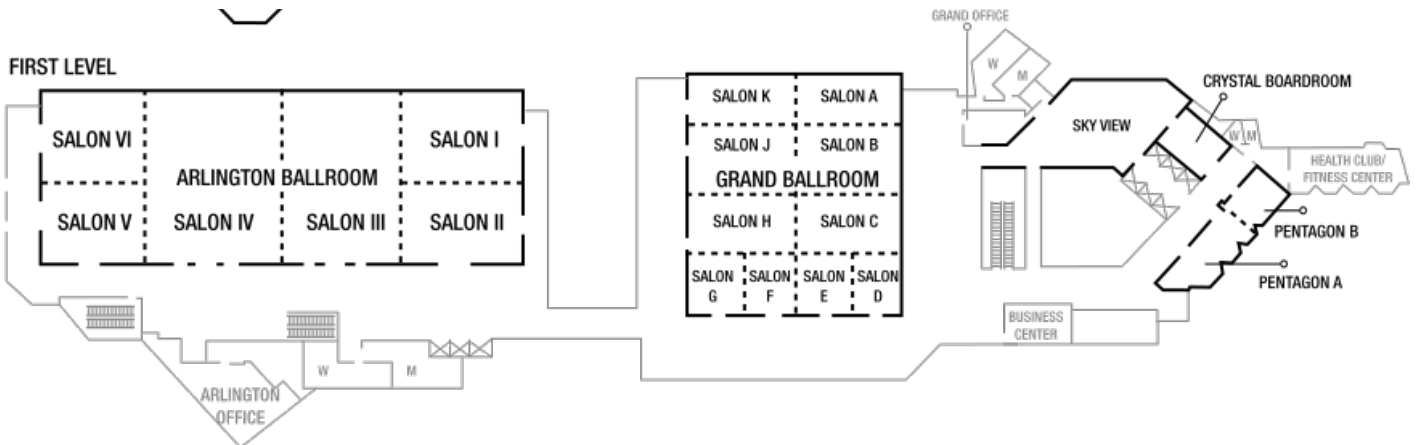 GRAND OFFICE
W
M
FIRST LEVEL
SALON VI
SALON I
ARLINGTON BALLROOM
SALON V
SALON IV
SALON III
SALON II
SALON K
SALON A
SALON J
SALON B
GRAND BALLROOM
SALON H
SALON C
SALON
G
SALON
F
SALON
E
SALON
D
SKY VIEW
CRYSTAL BOARDROOM
W M
HEALTH CLUB/
FITNESS CENTER
PENTAGON B
PENTAGON A
BUSINESS
CENTER
W
M
ARLINGTON
OFFICE